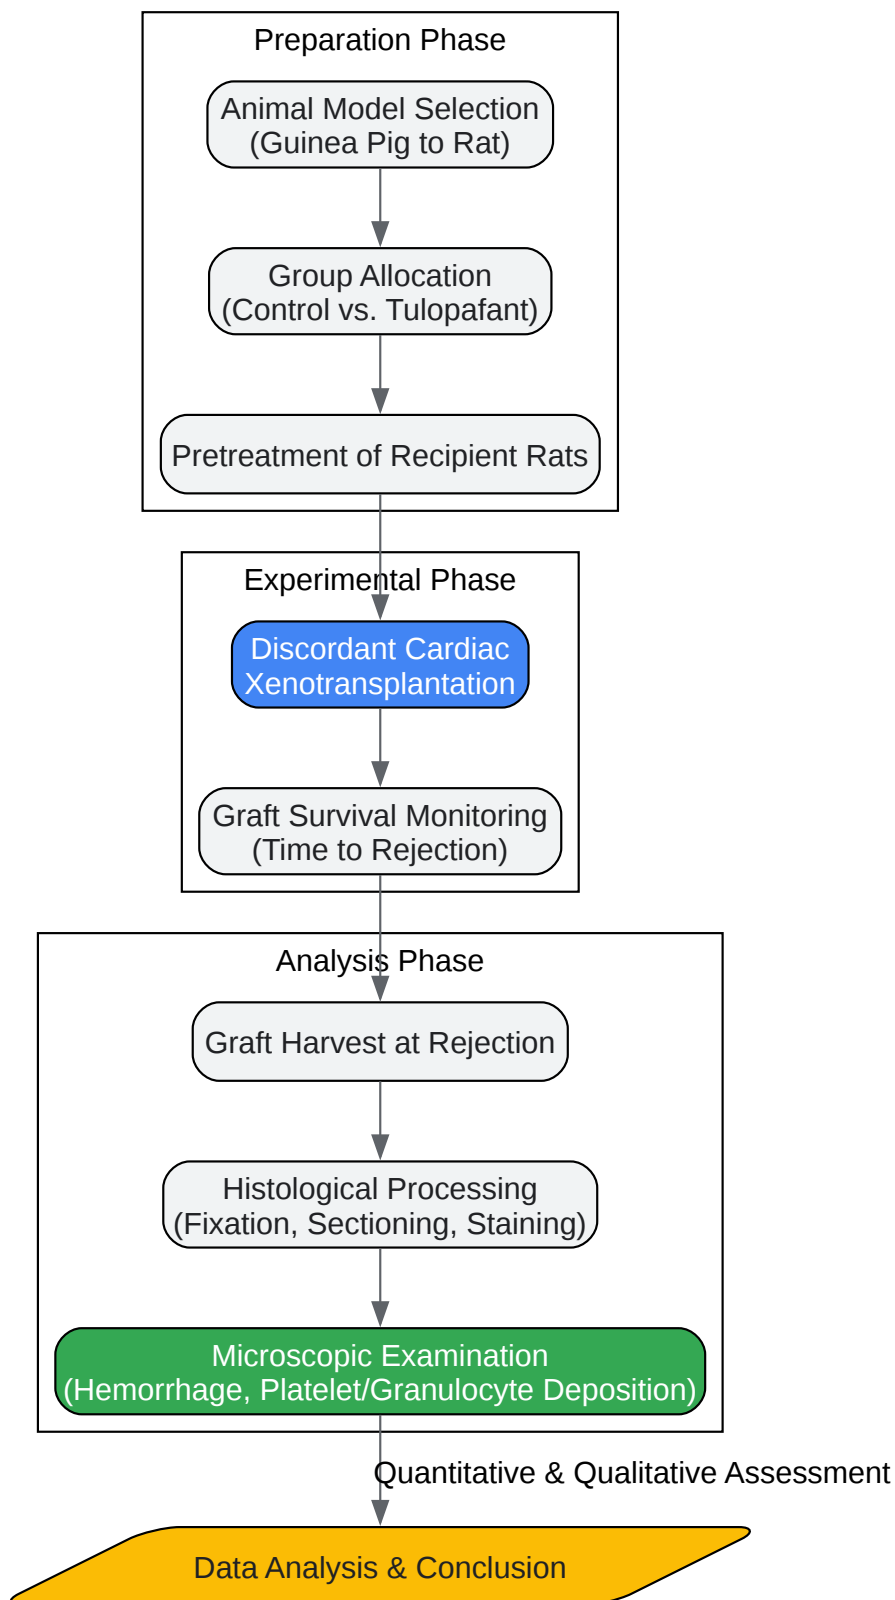 Preparation Phase
Animal Model Selection
(Guinea Pig to Rat)
Group Allocation
(Control vs. Tulopafant)
Pretreatment of Recipient Rats
Experimental Phase
Discordant Cardiac
Xenotransplantation
Graft Survival Monitoring
(Time to Rejection)
Analysis Phase
Graft Harvest at Rejection
Histological Processing
(Fixation, Sectioning, Staining)
Microscopic Examination
(Hemorrhage, Platelet/Granulocyte Deposition)
Quantitative & Qualitative Assessment
Data Analysis & Conclusion